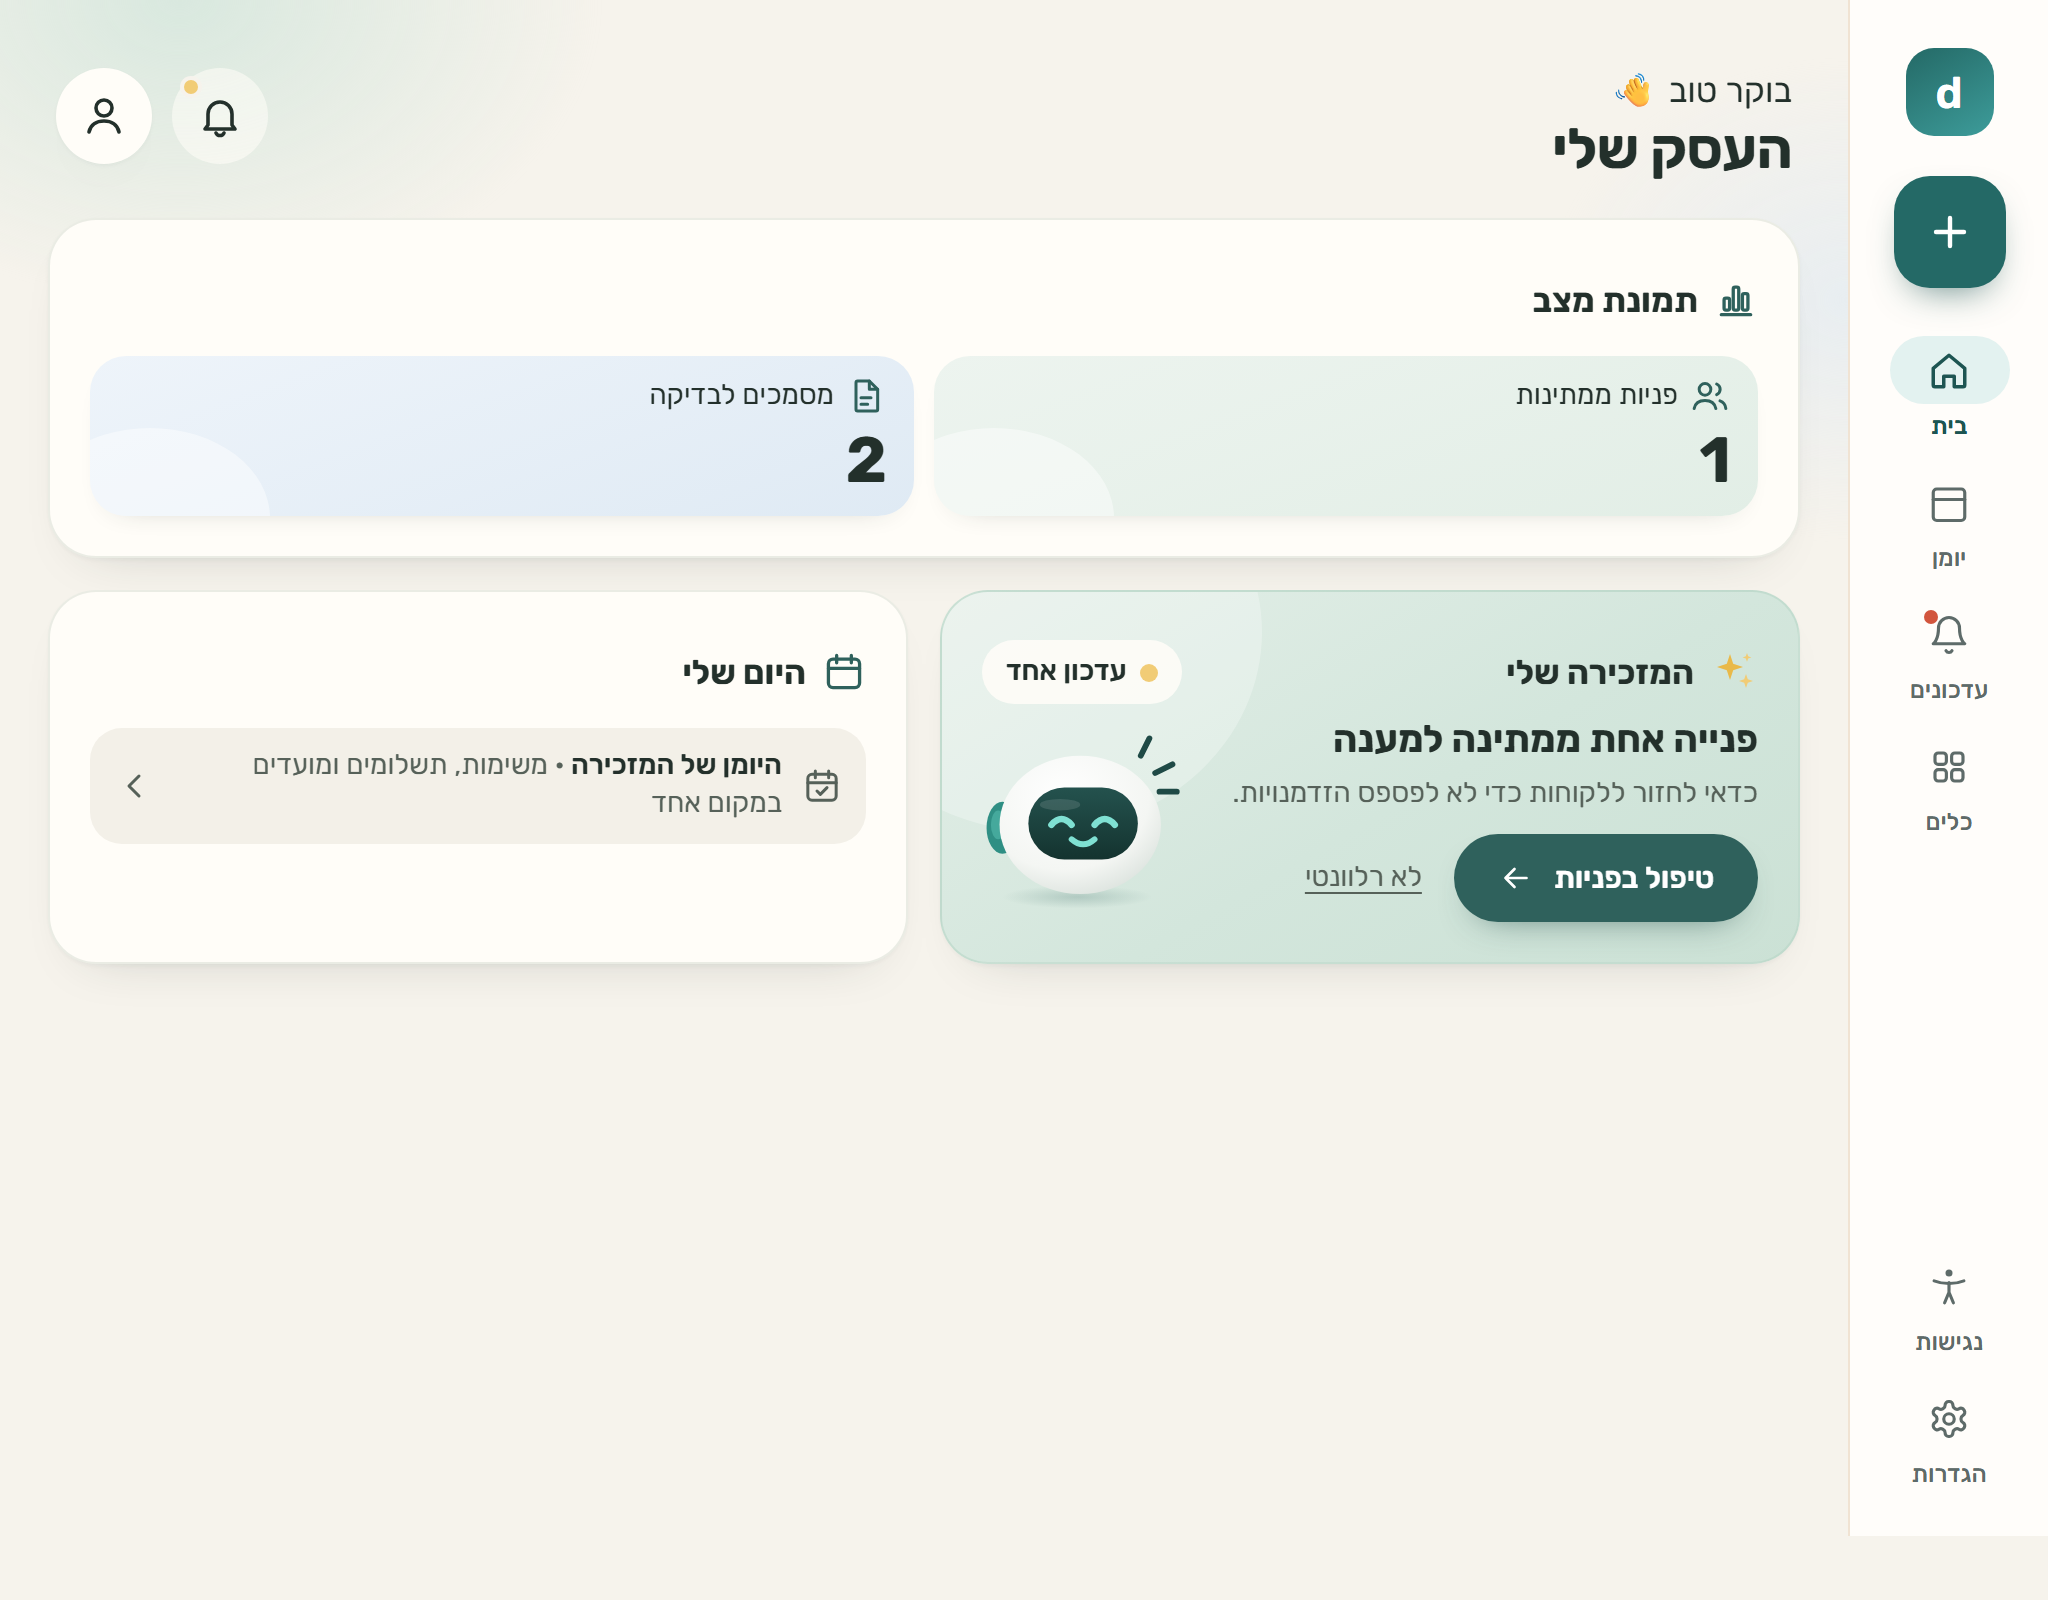 d
בית
יומן
עדכונים
כלים
נגישות
הגדרות
בוקר טוב 👋
העסק שלי
תמונת מצב
פניות ממתינות
1
מסמכים לבדיקה
2
המזכירה שלי
עדכון אחד
פנייה אחת ממתינה למענה
כדאי לחזור ללקוחות כדי לא לפספס הזדמנויות.
טיפול בפניות
לא רלוונטי
היום שלי
היומן של המזכירה • משימות, תשלומים ומועדים
במקום אחד